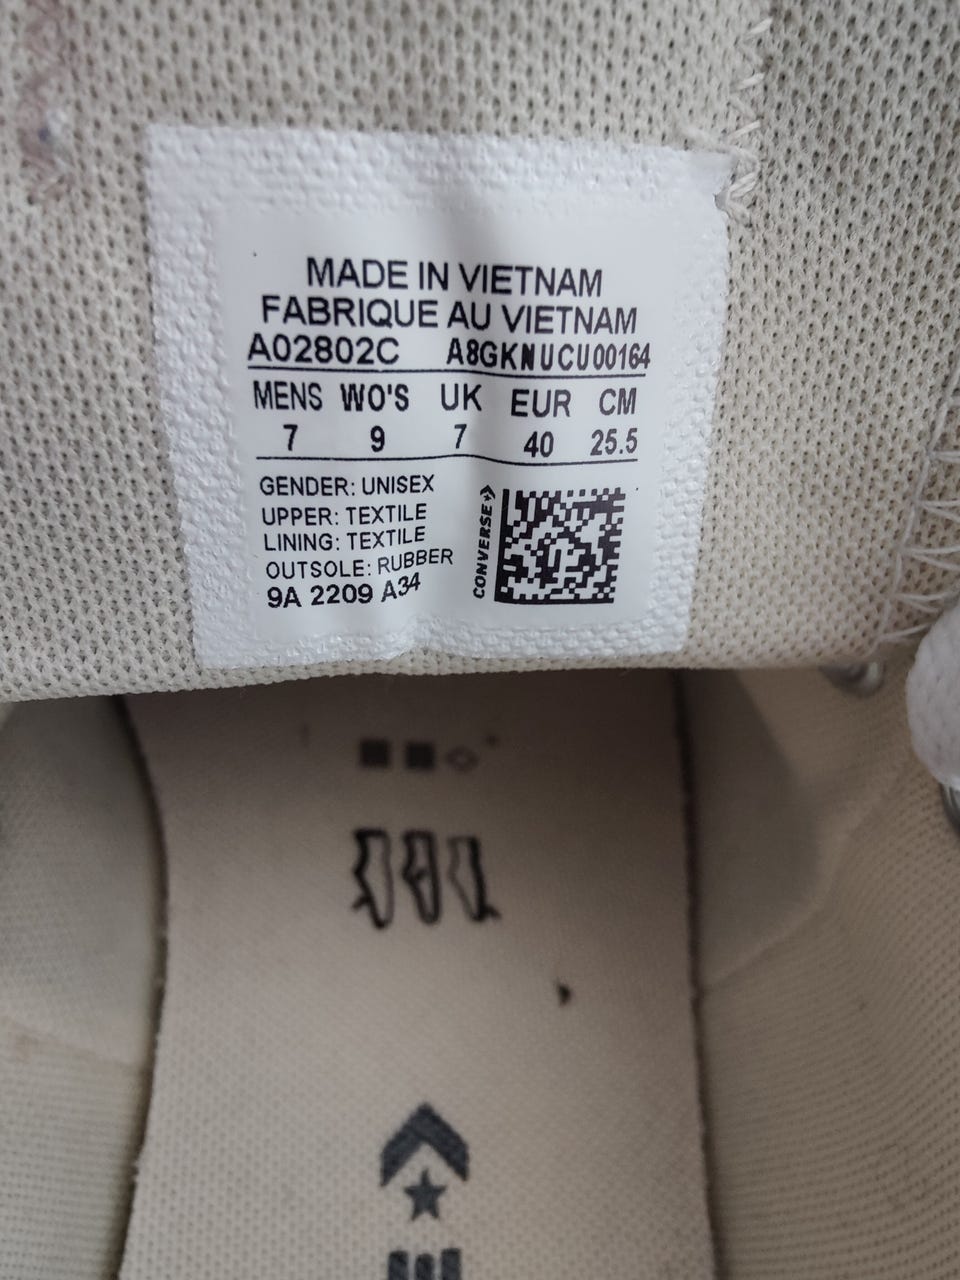 MADE IN VIETNAM
FABRIQUE AU VIETNAM
A02802C A8GKNUCU00164
MENS WO'S UK EUR CM
7 9 7 40 25.5
GENDER: UNISEX
UPPER: TEXTILE
LINING: TEXTILE
OUTSOLE: RUBBER
9A 2209 A34
CONVERSE